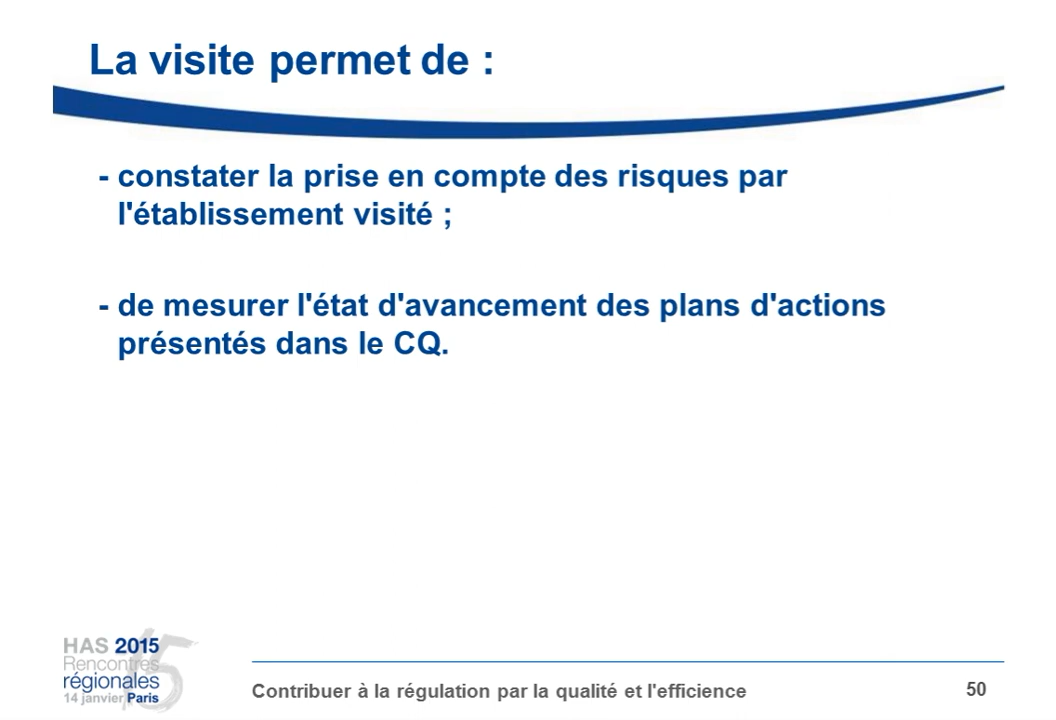 La visite permet de :
- constater la prise en compte des risques par
l'établissement visité ;
- de mesurer l'état d'avancement des plans d'actions
présentés dans le CQ.
HAS 2015
Rencontres
régionales
14 janvier Paris
15
Contribuer à la régulation par la qualité et l'efficience
50